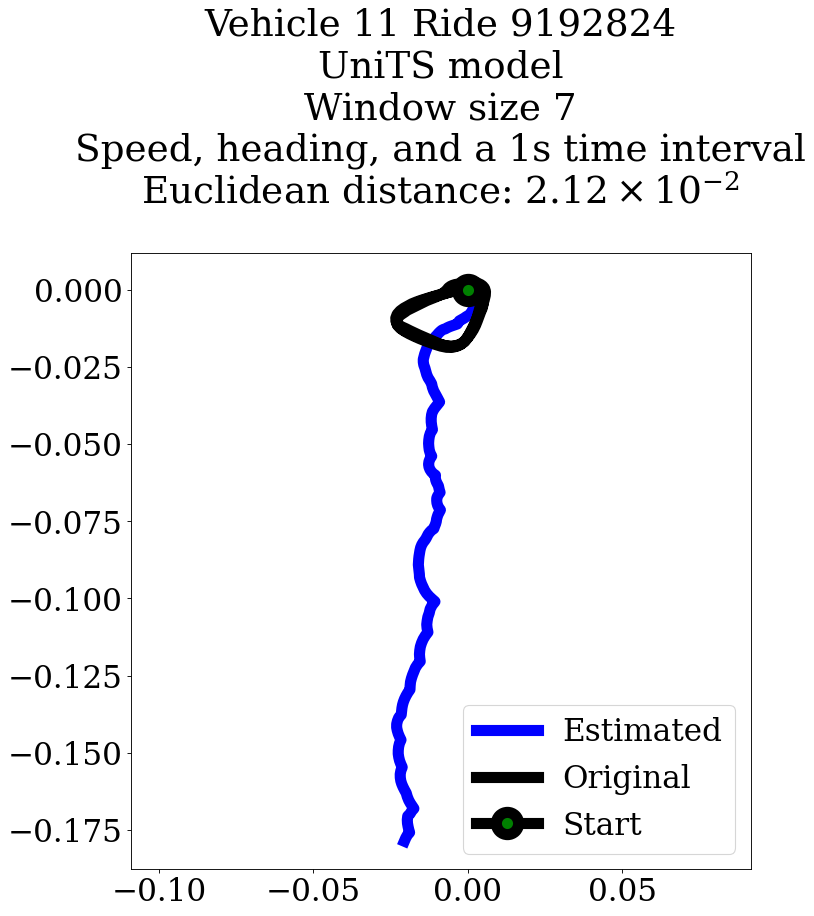 Vehicle 11 Ride 9192824
UniTS model
Window size 7
Speed, heading, and a 1s time interval
Euclidean distance: 2.12 × 10⁻²
0.000
−0.025
−0.050
−0.075
−0.100
−0.125
−0.150
−0.175
Estimated
Original
Start
−0.10
−0.05
0.00
0.05